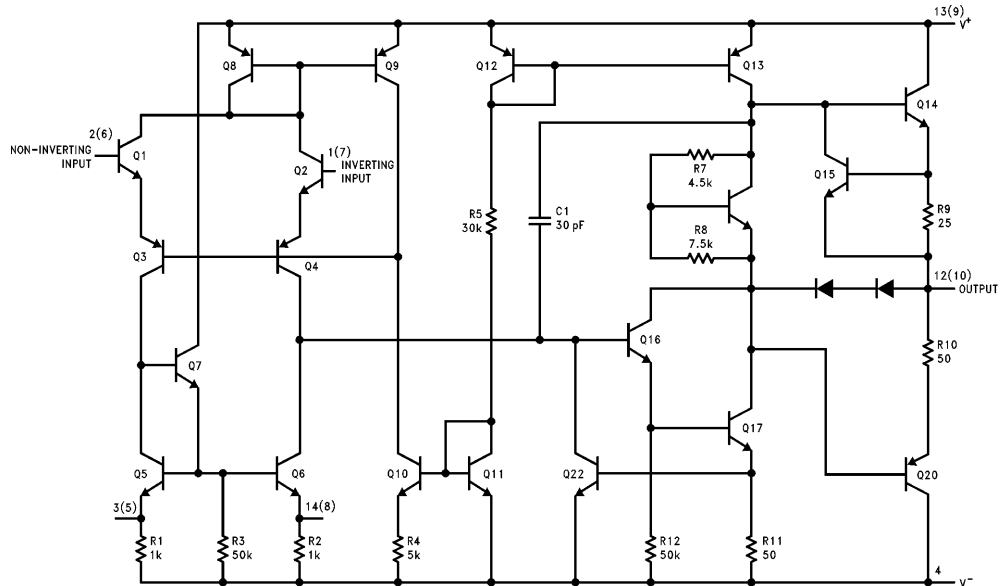 13(9)
V+
Q8
Q9
Q12
Q13
Q14
2(6)
NON-INVERTING
INPUT
Q1
1(7)
INVERTING
INPUT
Q2
R7
4.5k
Q15
R5
30k
C1
30 pF
R9
25
R8
7.5k
Q3
Q4
12(10)
OUTPUT
Q16
R10
50
Q7
Q17
Q5
Q6
Q10
Q11
Q22
Q20
3(5)
14(8)
R1
1k
R3
50k
R2
1k
R4
5k
R12
50k
R11
50
4
V−